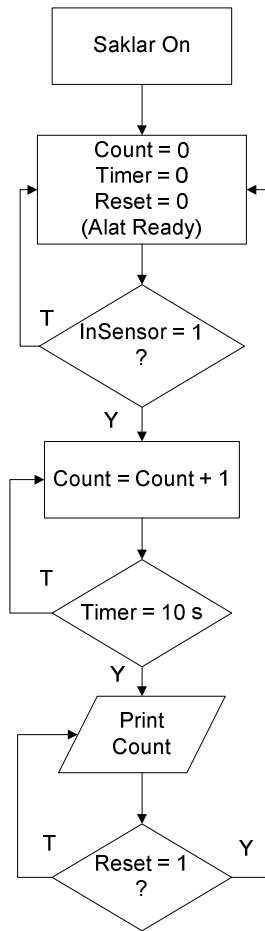 Saklar On
Count = 0
Timer = 0
Reset = 0
(Alat Ready)
T
InSensor = 1
?
Y
Count = Count + 1
T
Timer = 10 s
Y
Print
Count
T
Reset = 1
?
Y